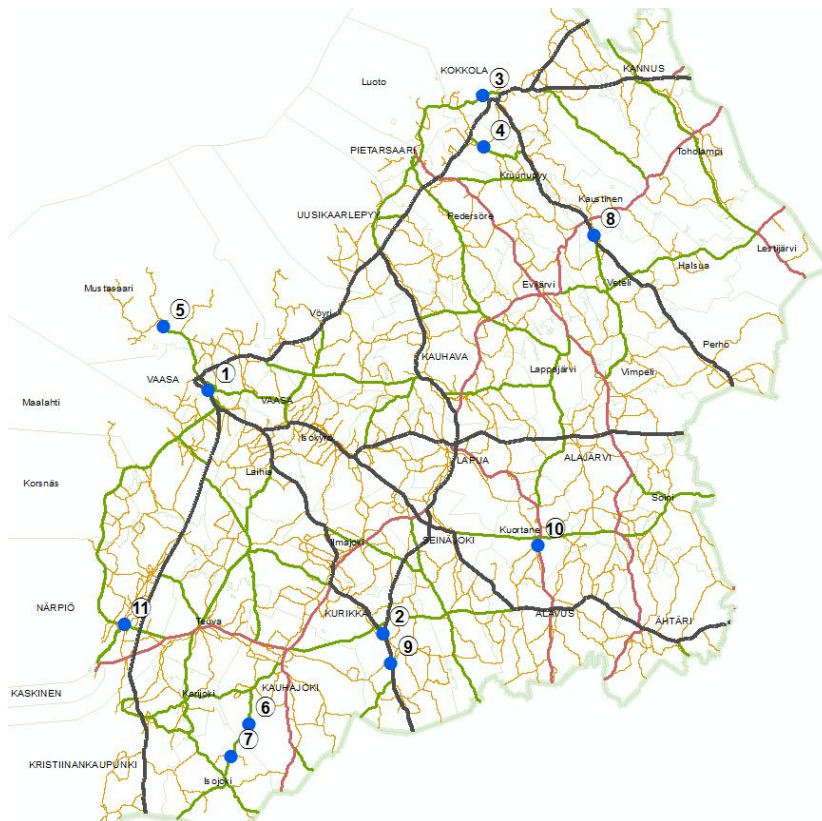 KANNUS
KOKKOLA
3
Luoto
4
PIETARSAARI
Toholampi
Kruunupyy
Kaustinen
UUSIKAARLEPYY
Pedersöre
8
Lestijärvi
Halsua
Evijärvi
Veteli
Mustasaari
5
Vöyri
Perho
KAUHAVA
Lappajärvi
Vimpeli
1
VAASA
VAASA
Maalahti
Isokyrö
LAPUA
ALAJÄRVI
Laihia
Korsnäs
Soini
Kuortane
10
Ilmajoki
SEINÄJOKI
NÄRPIÖ
11
KURIKKA
2
ALAVUS
Teuva
ÄHTÄRI
9
KASKINEN
KAUHAJOKI
Karijoki
6
7
KRISTIINANKAUPUNKI
Isojoki